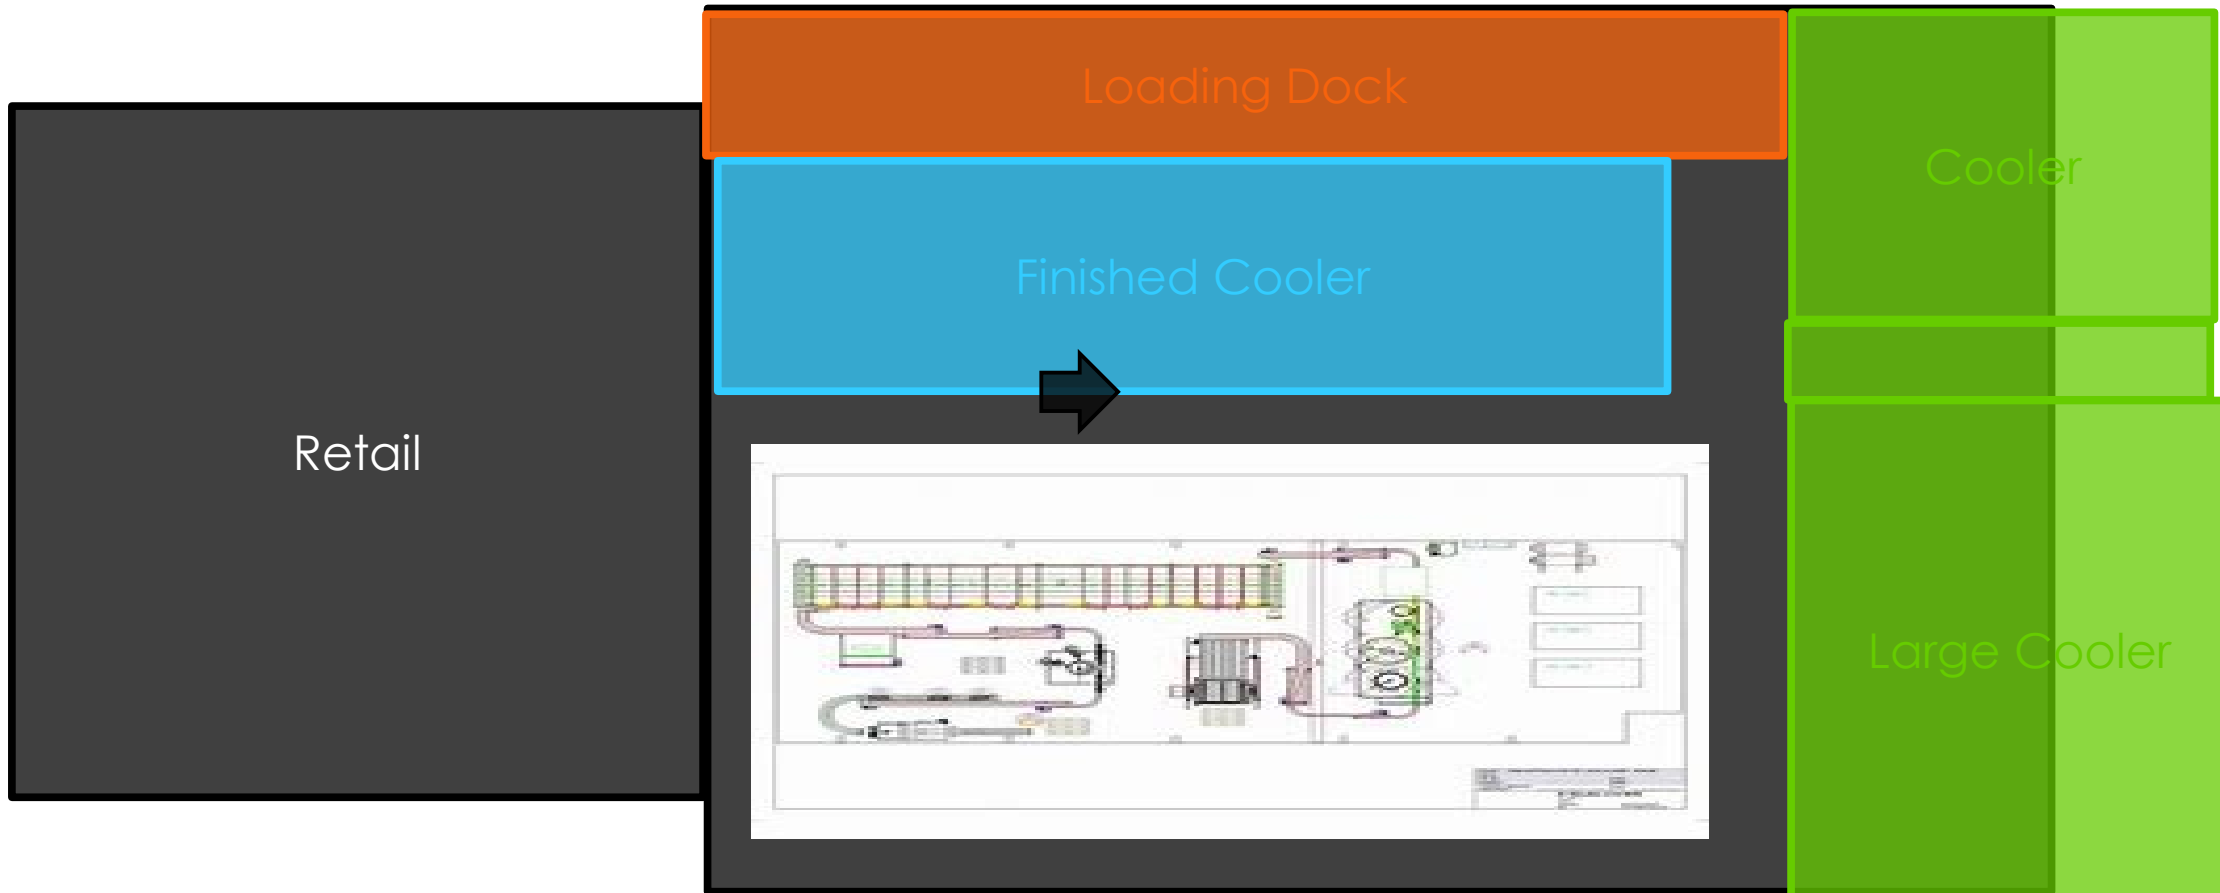 Loading Dock
Cooler
Finished Cooler
Retail
Large Cooler